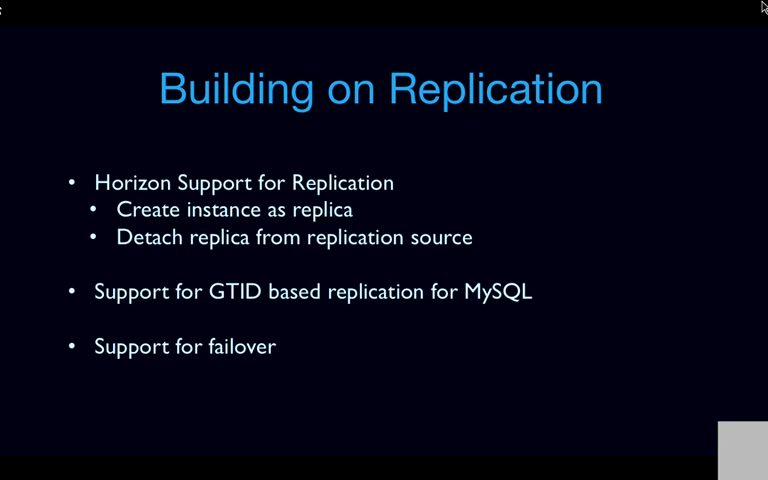 Building on Replication
• Horizon Support for Replication
• Create instance as replica
• Detach replica from replication source
• Support for GTID based replication for MySQL
• Support for failover